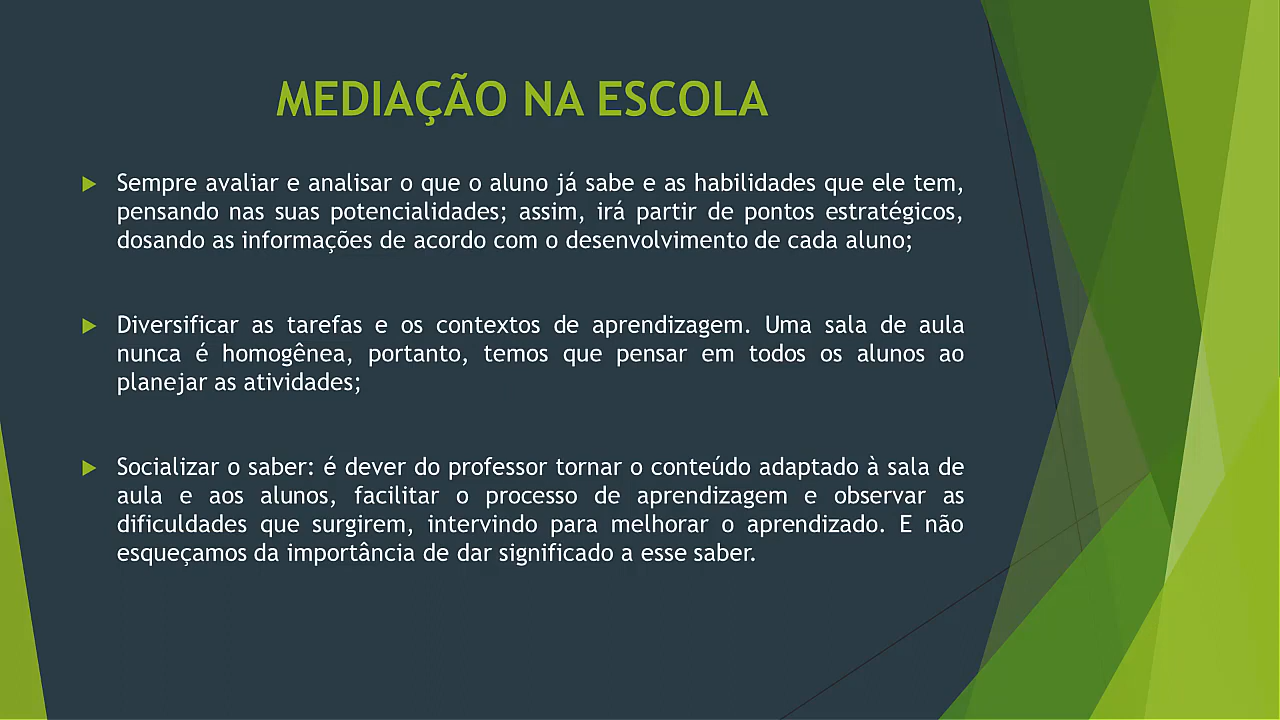 MEDIAÇÃO NA ESCOLA
Sempre avaliar e analisar o que o aluno já sabe e as habilidades que ele tem,
pensando nas suas potencialidades; assim, irá partir de pontos estratégicos,
dosando as informações de acordo com o desenvolvimento de cada aluno;
Diversificar as tarefas e os contextos de aprendizagem. Uma sala de aula
nunca é homogênea, portanto, temos que pensar em todos os alunos ao
planejar as atividades;
Socializar o saber: é dever do professor tornar o conteúdo adaptado à sala de
aula e aos alunos, facilitar o processo de aprendizagem e observar as
dificuldades que surgirem, intervindo para melhorar o aprendizado. E não
esqueçamos da importância de dar significado a esse saber.